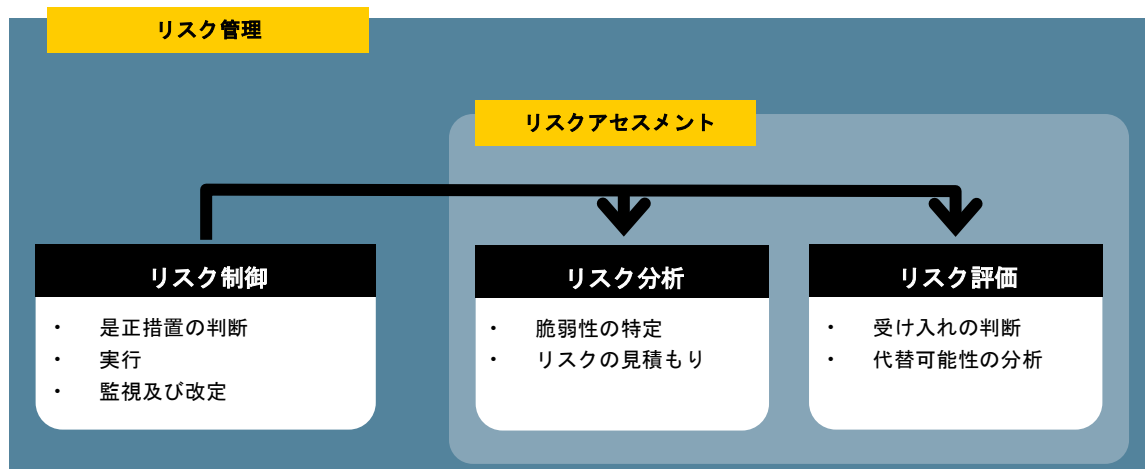 リスク管理
リスクアセスメント
リスク制御
・ 是正措置の判断
・ 実行
・ 監視及び改定
リスク分析
・ 脆弱性の特定
・ リスクの見積もり
リスク評価
・ 受け入れの判断
・ 代替可能性の分析